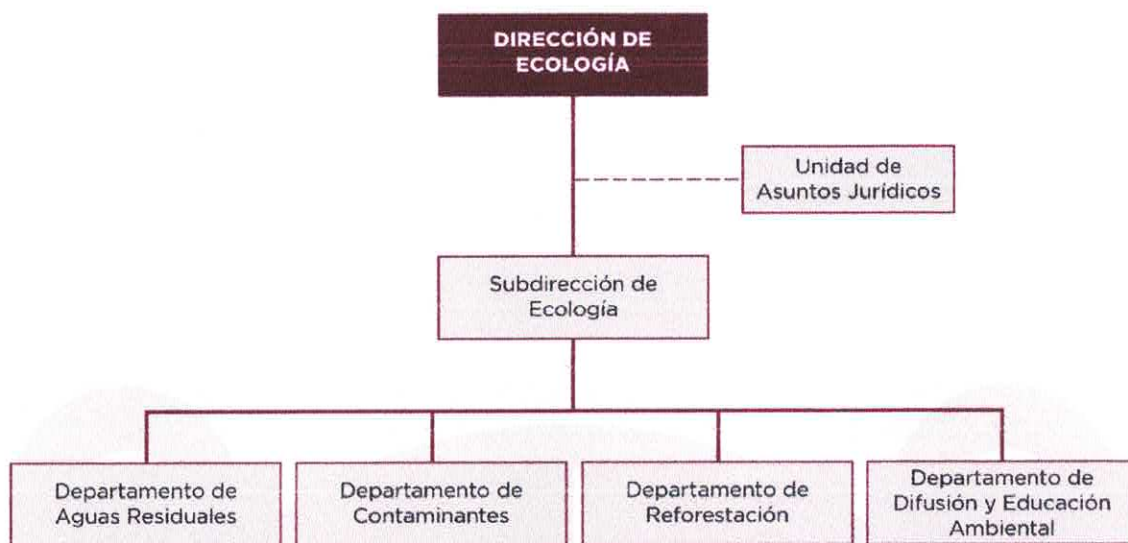 DIRECCIÓN DE
ECOLOGÍA
Unidad de
Asuntos Jurídicos
Subdirección de
Ecología
Departamento de
Aguas Residuales
Departamento de
Contaminantes
Departamento de
Reforestación
Departamento de
Difusión y Educación
Ambiental